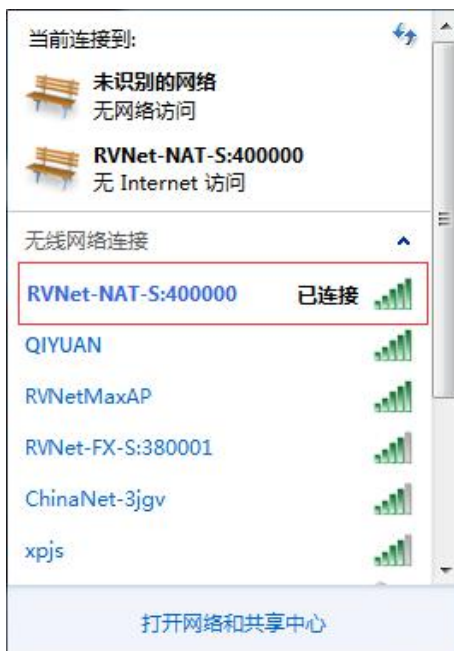 当前连接到:
未识别的网络
无网络访问
RVNet-NAT-S:400000
无 Internet 访问
无线网络连接
RVNet-NAT-S:400000 已连接
QIYUAN
RVNetMaxAP
RVNet-FX-S:380001
ChinaNet-3jgv
xpjs
打开网络和共享中心